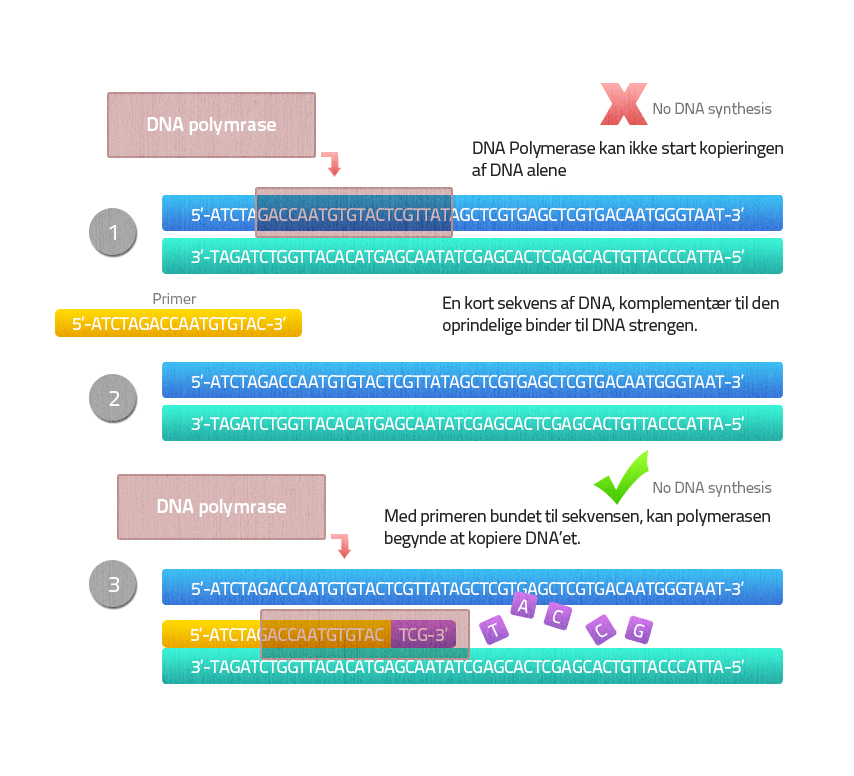 DNA polymrase
No DNA synthesis
DNA Polymerase kan ikke start kopieringen
af DNA alene
1
5'-ATCTAGACCAATGTGTACTCGTTATAGCTCGTGAGCTCGTGACAATGGGTAAT-3'
3'-TAGATCTGGTTACACATGAGCAATATCGAGCACTCGAGCACTGTTACCCATTA-5'
Primer
5'-ATCTAGACCAATGTGTAC-3'
En kort sekvens af DNA, komplementær til den
oprindelige binder til DNA strengen.
2
5'-ATCTAGACCAATGTGTACTCGTTATAGCTCGTGAGCTCGTGACAATGGGTAAT-3'
3'-TAGATCTGGTTACACATGAGCAATATCGAGCACTCGAGCACTGTTACCCATTA-5'
DNA polymrase
No DNA synthesis
Med primeren bundet til sekvensen, kan polymerasen
begynde at kopiere DNA'et.
3
5'-ATCTAGACCAATGTGTACTCGTTATAGCTCGTGAGCTCGTGACAATGGGTAAT-3'
5'-ATCTAGACCAATGTGTAC TCG-3' T A C C G
3'-TAGATCTGGTTACACATGAGCAATATCGAGCACTCGAGCACTGTTACCCATTA-5'